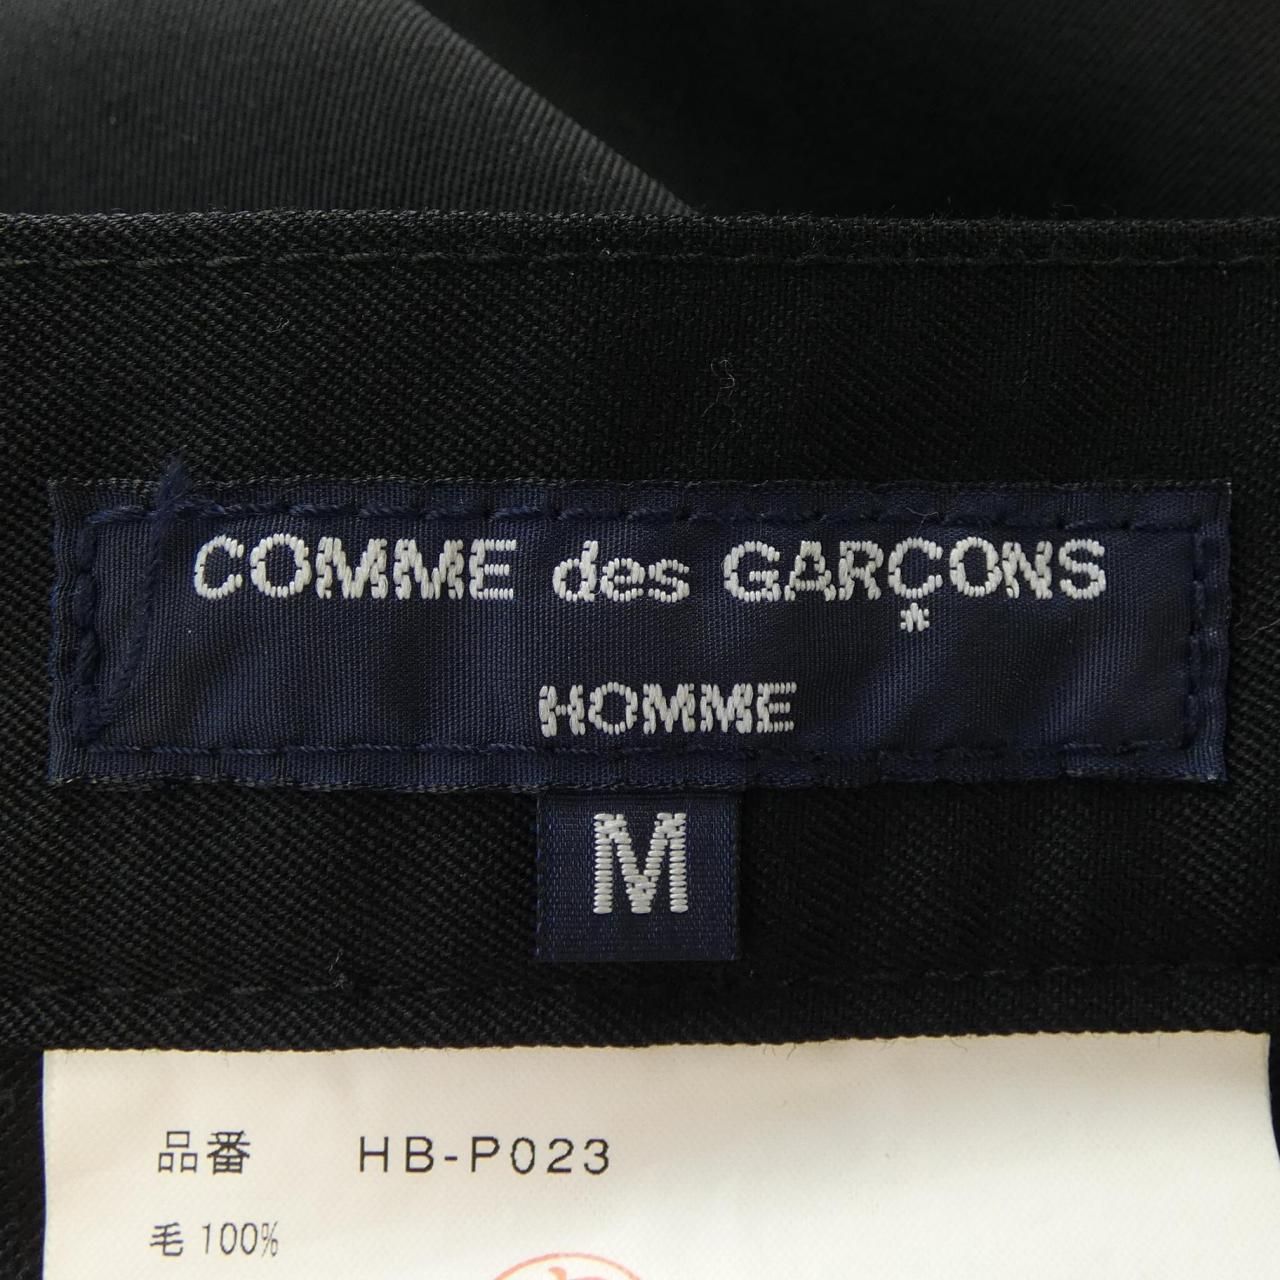 COMME des GARÇONS
HOMME
M
品番 HB-P023
毛 100%